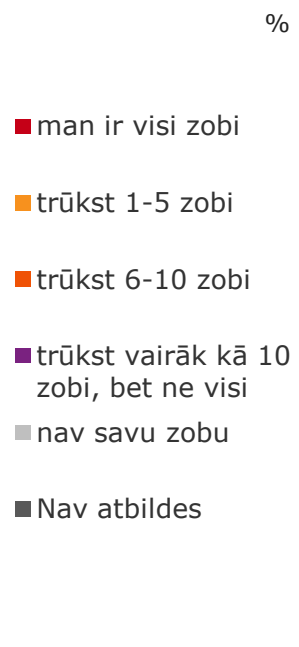 %
man ir visi zobi
trūkst 1-5 zobi
trūkst 6-10 zobi
trūkst vairāk kā 10
zobi, bet ne visi
nav savu zobu
Nav atbildes